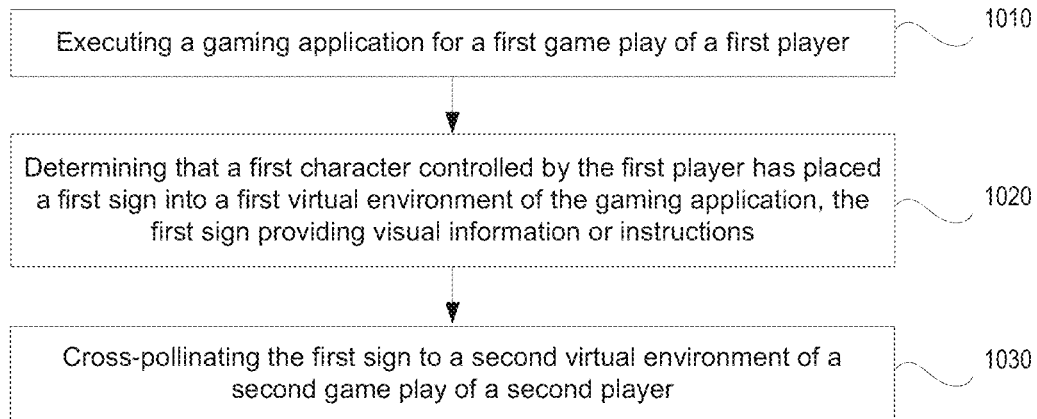 1010
Executing a gaming application for a first game play of a first player
Determining that a first character controlled by the first player has placed
a first sign into a first virtual environment of the gaming application, the
first sign providing visual information or instructions
1020
Cross-pollinating the first sign to a second virtual environment of a
second game play of a second player
1030